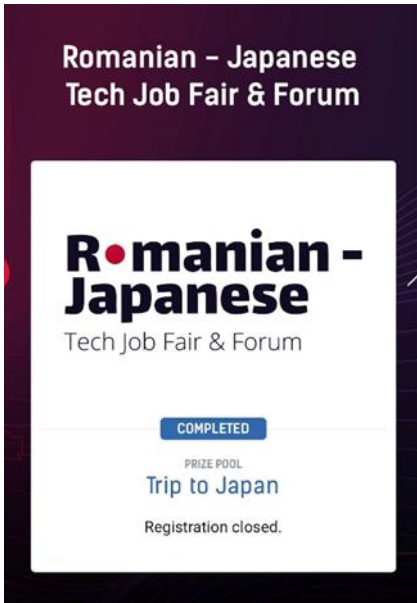 Romanian – Japanese
Tech Job Fair & Forum
R•manian -
Japanese
Tech Job Fair & Forum
COMPLETED
PRIZE POOL
Trip to Japan
Registration closed.